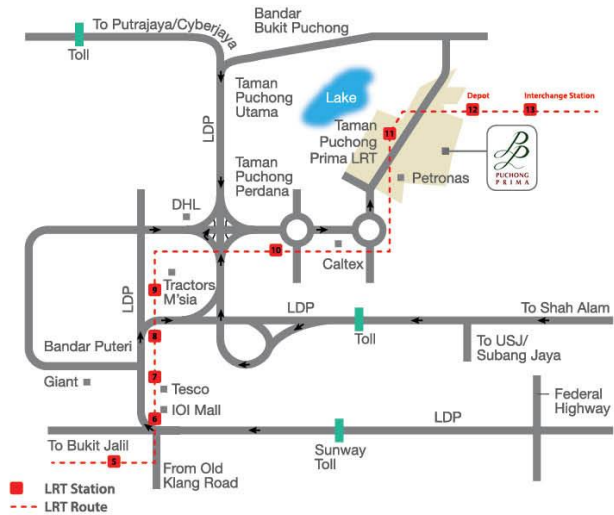 To Putrajaya/Cyberjaya
Toll
Bandar
Bukit Puchong
LDP
Taman
Puchong
Utama
Lake
Depot
Interchange Station
12
13
11
Taman
Puchong
Prima LRT
PUCHONG
PRIMA
Taman
Puchong
Perdana
Petronas
DHL
10
Caltex
LDP
9
Tractors
M'sia
LDP
To Shah Alam
8
Toll
Bandar Puteri
To USJ/
Subang Jaya
7
Giant
Tesco
IOI Mall
6
Federal
Highway
LDP
To Bukit Jalil
5
Sunway
Toll
From Old
Klang Road
LRT Station
LRT Route